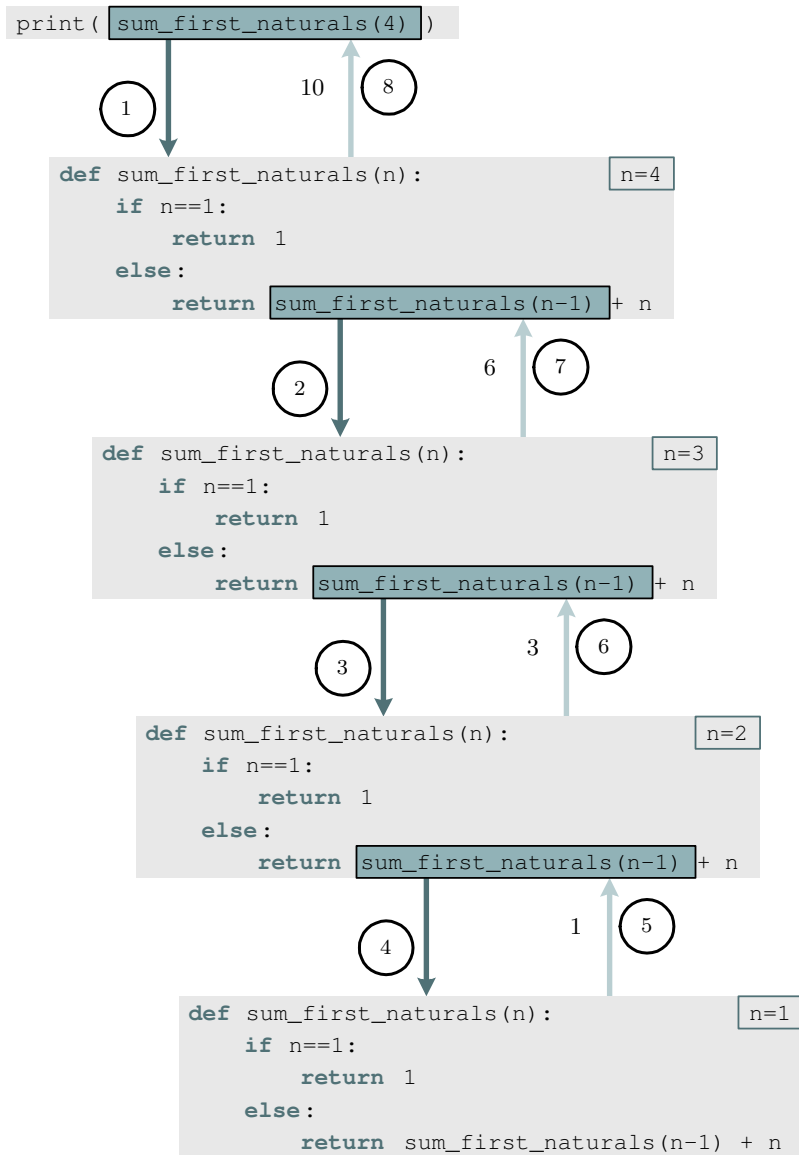 print( sum_first_naturals(4) )
1 10 8
def sum_first_naturals(n): n=4
if n==1:
return 1
else:
return sum_first_naturals(n-1) + n
2 6 7
def sum_first_naturals(n): n=3
if n==1:
return 1
else:
return sum_first_naturals(n-1) + n
3 3 6
def sum_first_naturals(n): n=2
if n==1:
return 1
else:
return sum_first_naturals(n-1) + n
4 1 5
def sum_first_naturals(n): n=1
if n==1:
return 1
else:
return sum_first_naturals(n-1) + n